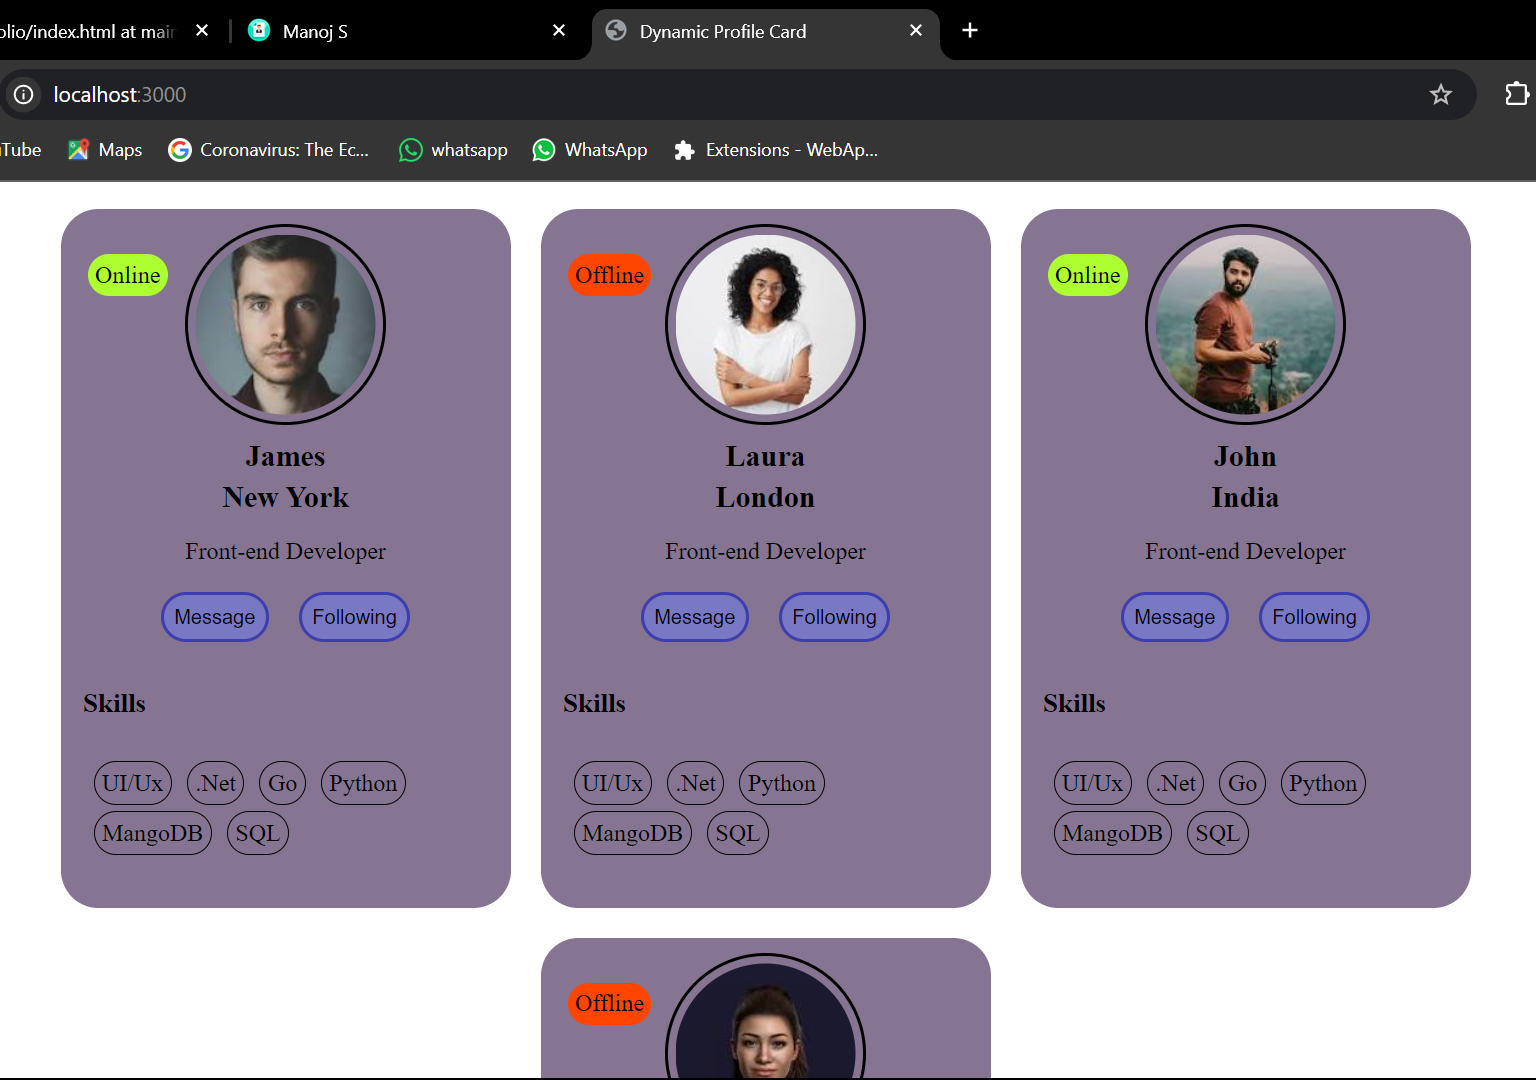 olio/index.html at main
Manoj S
Dynamic Profile Card
localhost:3000
Tube
Maps
Coronavirus: The Ec...
whatsapp
WhatsApp
Extensions - WebAp...
Online
James
New York
Front-end Developer
Message Following
Skills
UI/Ux .Net Go Python
MangoDB SQL
Offline
Laura
London
Front-end Developer
Message Following
Skills
UI/Ux .Net Python
MangoDB SQL
Online
John
India
Front-end Developer
Message Following
Skills
UI/Ux .Net Go Python
MangoDB SQL
Offline